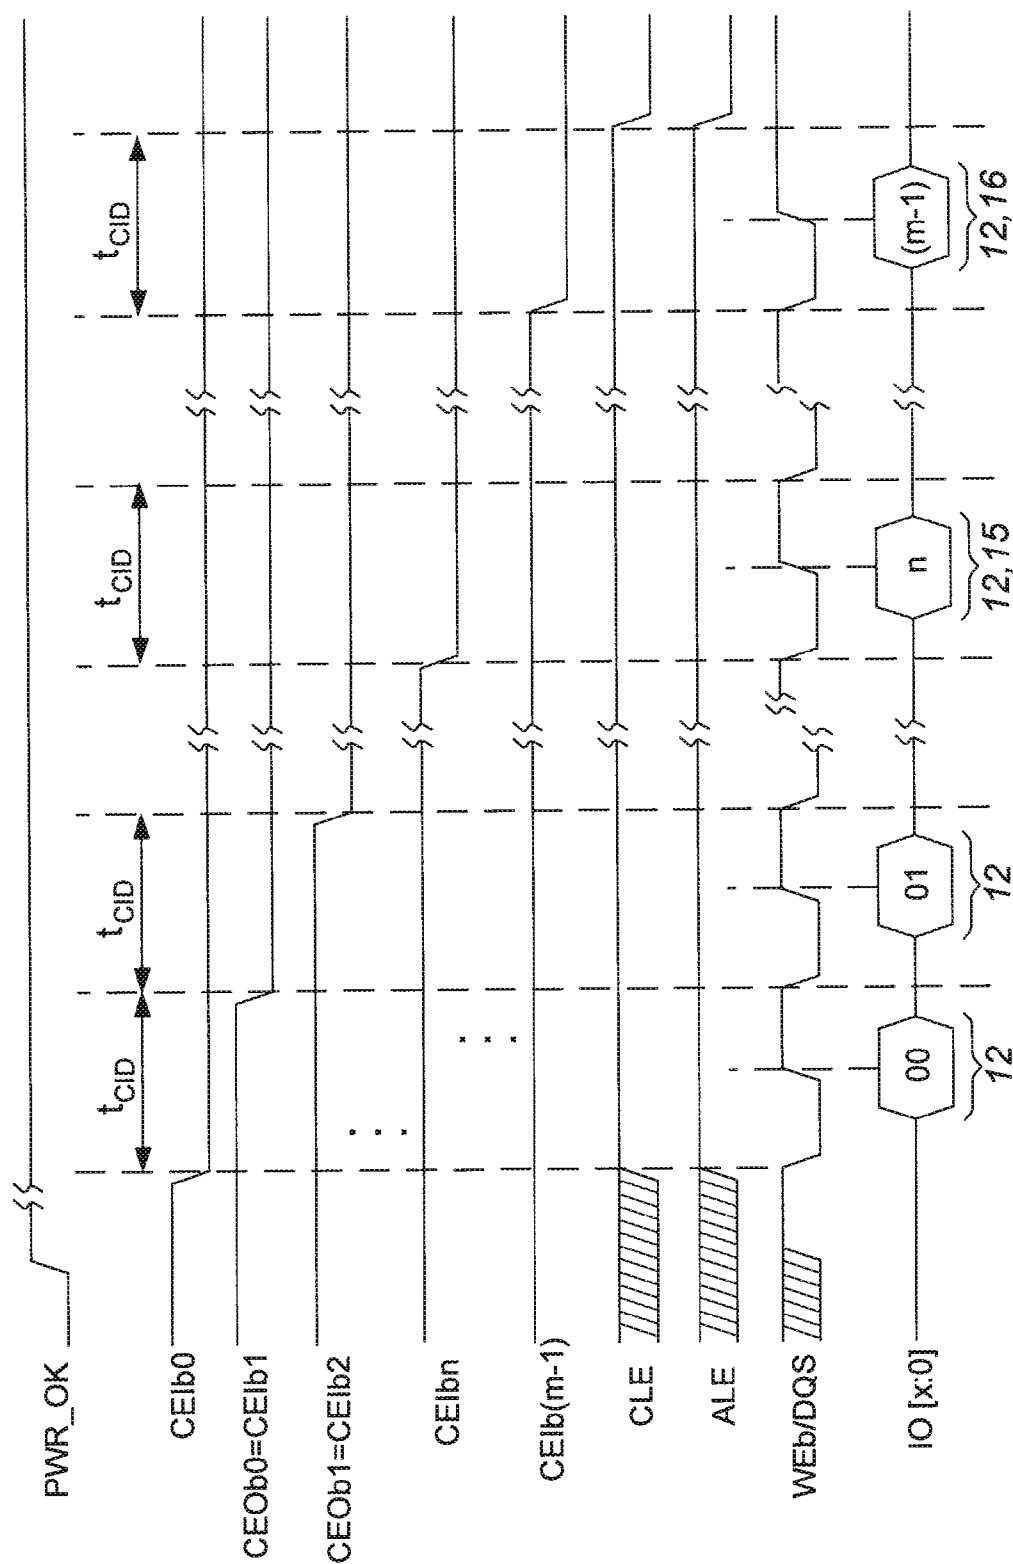 PWR_OK
tCID
tCID
tCID
tCID
CEIb0
CEOb0=CEIb1
CEOb1=CEIb2
CEIbn
CEIb(m-1)
CLE
ALE
WEb/DQS
IO [x:0]
00
01
n
(m-1)
12
12
12,15
12,16